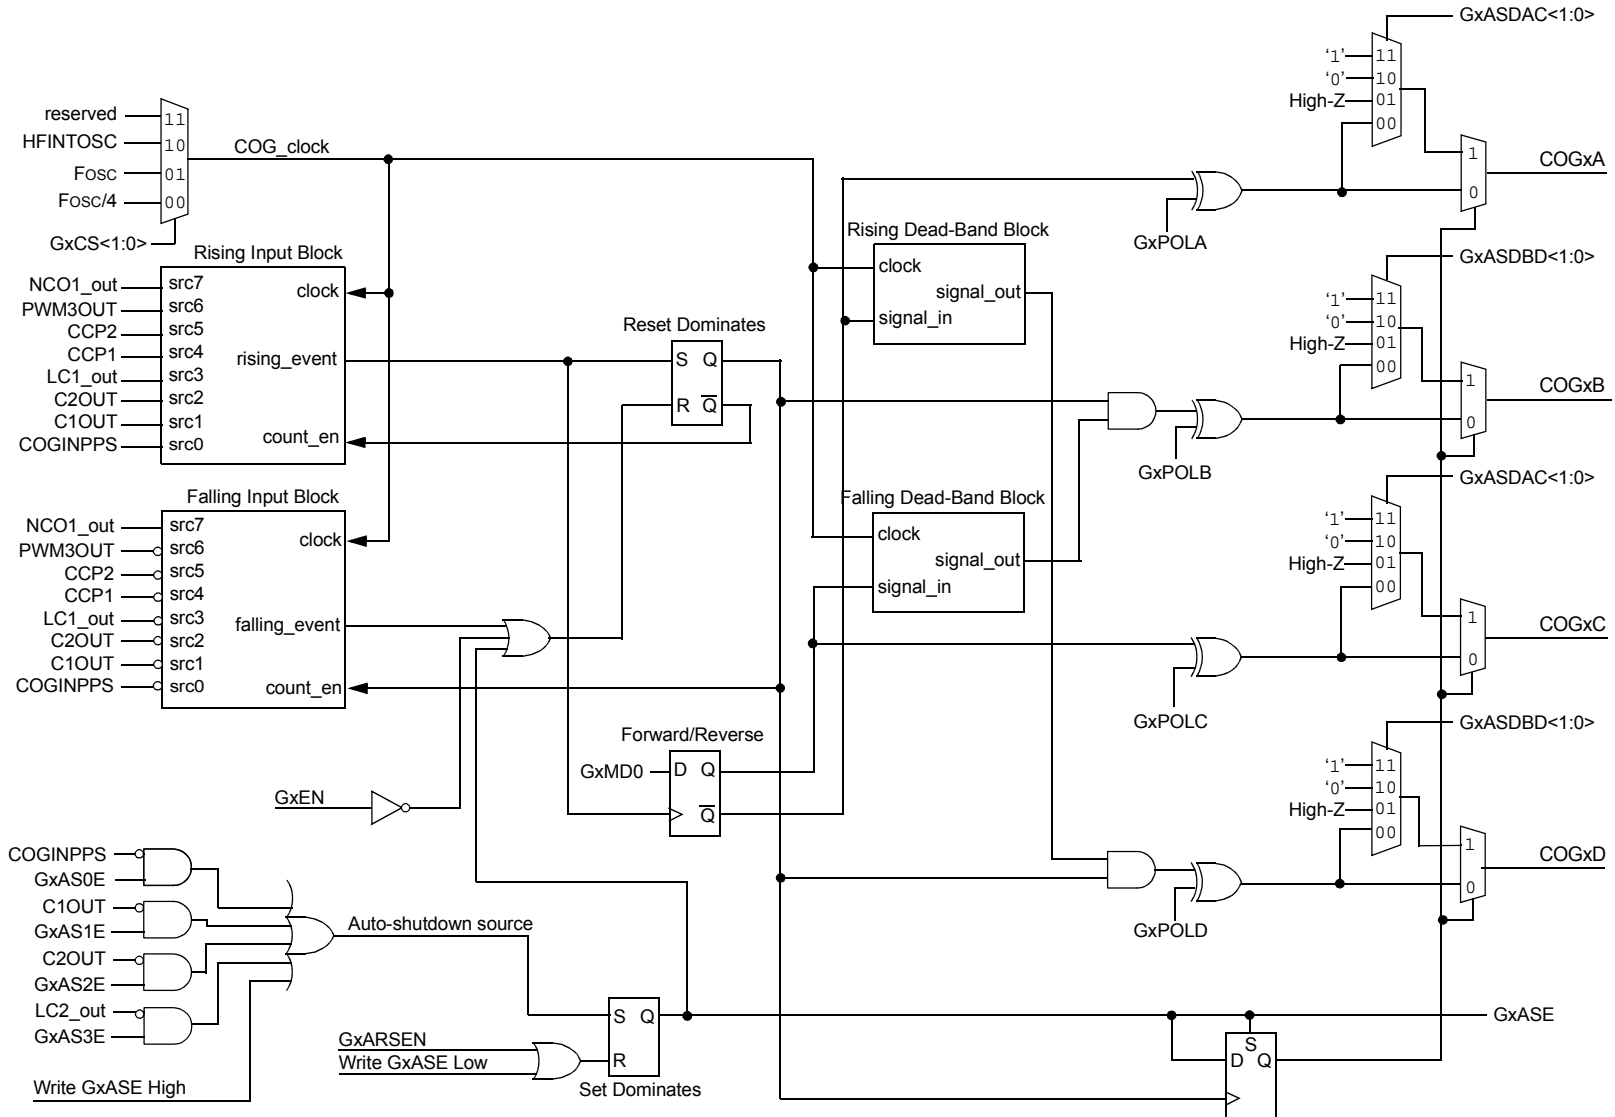 GxASDAC<1:0>
'1' 11
'0' 10
High-Z 01
00
1
0
COGxA
GxPOLA
reserved 11
HFINTOSC 10
FOSC 01
FOSC/4 00
GxCS<1:0>
COG_clock
Rising Input Block
NCO1_out src7
PWM3OUT src6
CCP2 src5
CCP1 src4
LC1_out src3
C2OUT src2
C1OUT src1
COGINPPS src0
clock
rising_event
count_en
Reset Dominates
S Q
R Q
Rising Dead-Band Block
clock
signal_out
signal_in
GxASDBD<1:0>
'1' 11
'0' 10
High-Z 01
00
1
0
COGxB
GxPOLB
Falling Input Block
NCO1_out src7
PWM3OUT src6
CCP2 src5
CCP1 src4
LC1_out src3
C2OUT src2
C1OUT src1
COGINPPS src0
clock
falling_event
count_en
Falling Dead-Band Block
clock
signal_out
signal_in
GxASDAC<1:0>
'1' 11
'0' 10
High-Z 01
00
1
0
COGxC
GxPOLC
Forward/Reverse
GxMD0 D Q
Q
GxEN
GxASDBD<1:0>
'1' 11
'0' 10
High-Z 01
00
1
0
COGxD
GxPOLD
COGINPPS
GxAS0E
C1OUT
GxAS1E
C2OUT
GxAS2E
LC2_out
GxAS3E
Write GxASE High
Auto-shutdown source
GxARSEN
Write GxASE Low
S Q
R
Set Dominates
GxASE
S
D Q